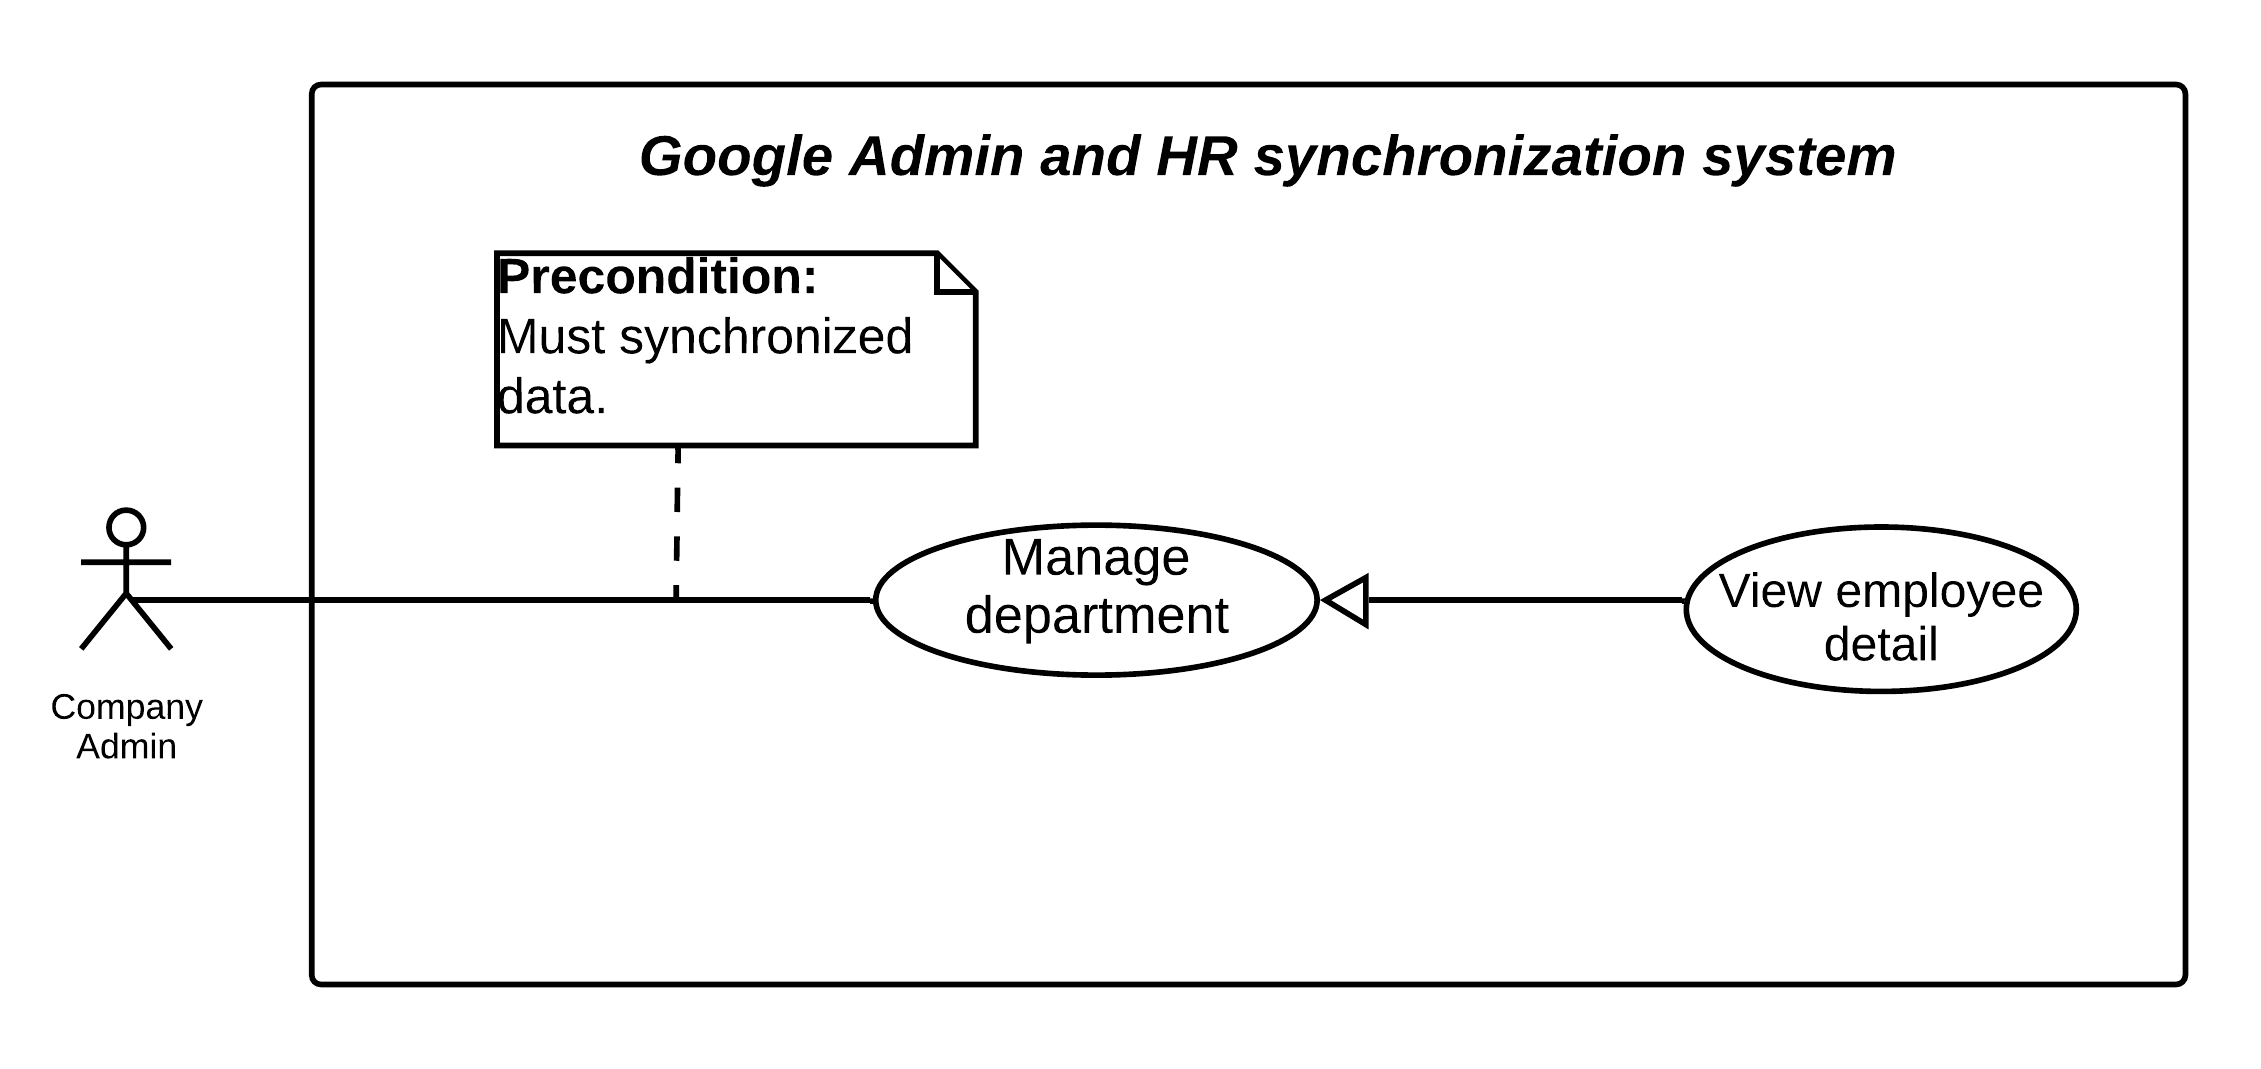 Google Admin and HR synchronization system
Precondition:
Must synchronized
data.
Manage
department
View employee
detail
Company
Admin